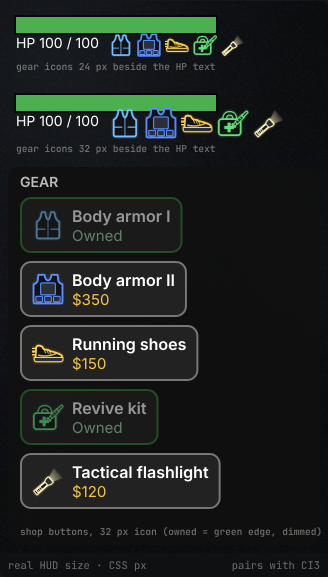 HP 100 / 100
gear icons 24 px beside the HP text
HP 100 / 100
gear icons 32 px beside the HP text
GEAR
Body armor I
Owned
Body armor II
$350
Running shoes
$150
Revive kit
Owned
Tactical flashlight
$120
shop buttons, 32 px icon (owned = green edge, dimmed)
real HUD size · CSS px
pairs with CI3